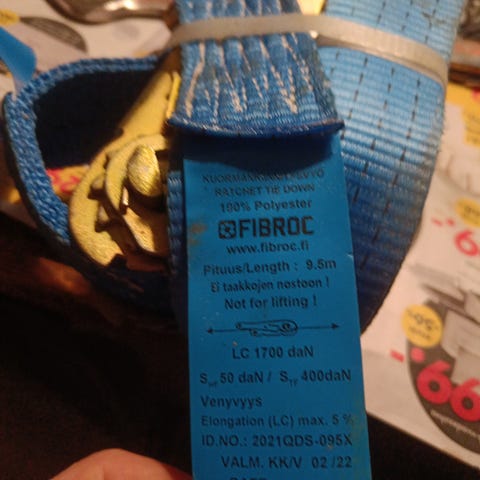 KUORMANKIINNITYSVYÖ
RATCHET TIE DOWN
100% Polyester
FIBROC
www.fibroc.fi
Pituus/Length : 9.5m
Ei taakkojen nostoon !
Not for lifting !
LC 1700 daN
SHF 50 daN / STF 400daN
Venyvyys
Elongation (LC) max. 5 %
ID.NO.: 2021QDS-095X
VALM. KK/V 02 /22